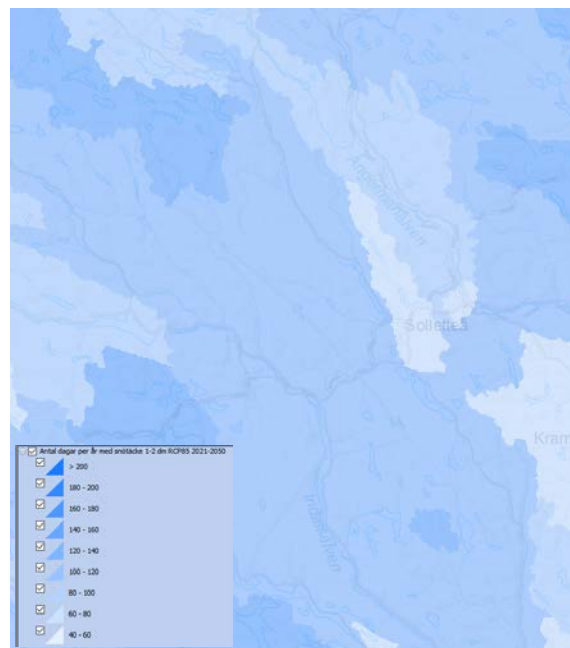 Ångermanälven
Sollefteå
Kram
Indalsälven
Antal dagar per år med snötäcke 1-2 dm RCP85 2021-2050
> 200
180 - 200
160 - 180
140 - 160
120 - 140
100 - 120
80 - 100
60 - 80
40 - 60